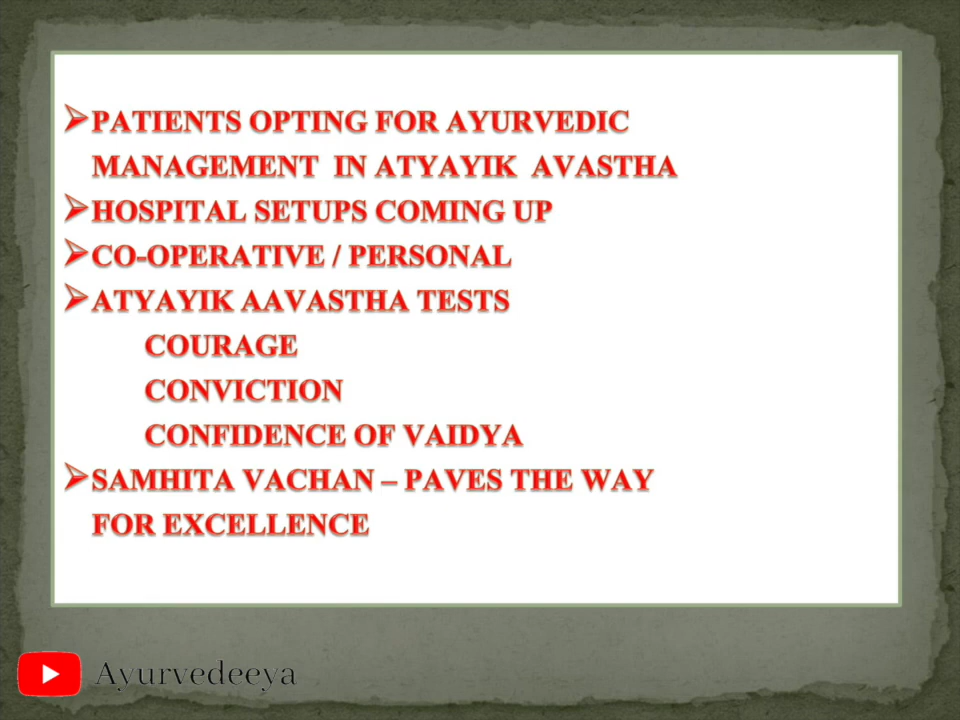 ➢PATIENTS OPTING FOR AYURVEDIC
MANAGEMENT IN ATYAYIK AVASTHA
➢HOSPITAL SETUPS COMING UP
➢CO-OPERATIVE / PERSONAL
➢ATYAYIK AAVASTHA TESTS
COURAGE
CONVICTION
CONFIDENCE OF VAIDYA
➢SAMHITA VACHAN – PAVES THE WAY
FOR EXCELLENCE
Ayurvedeeya